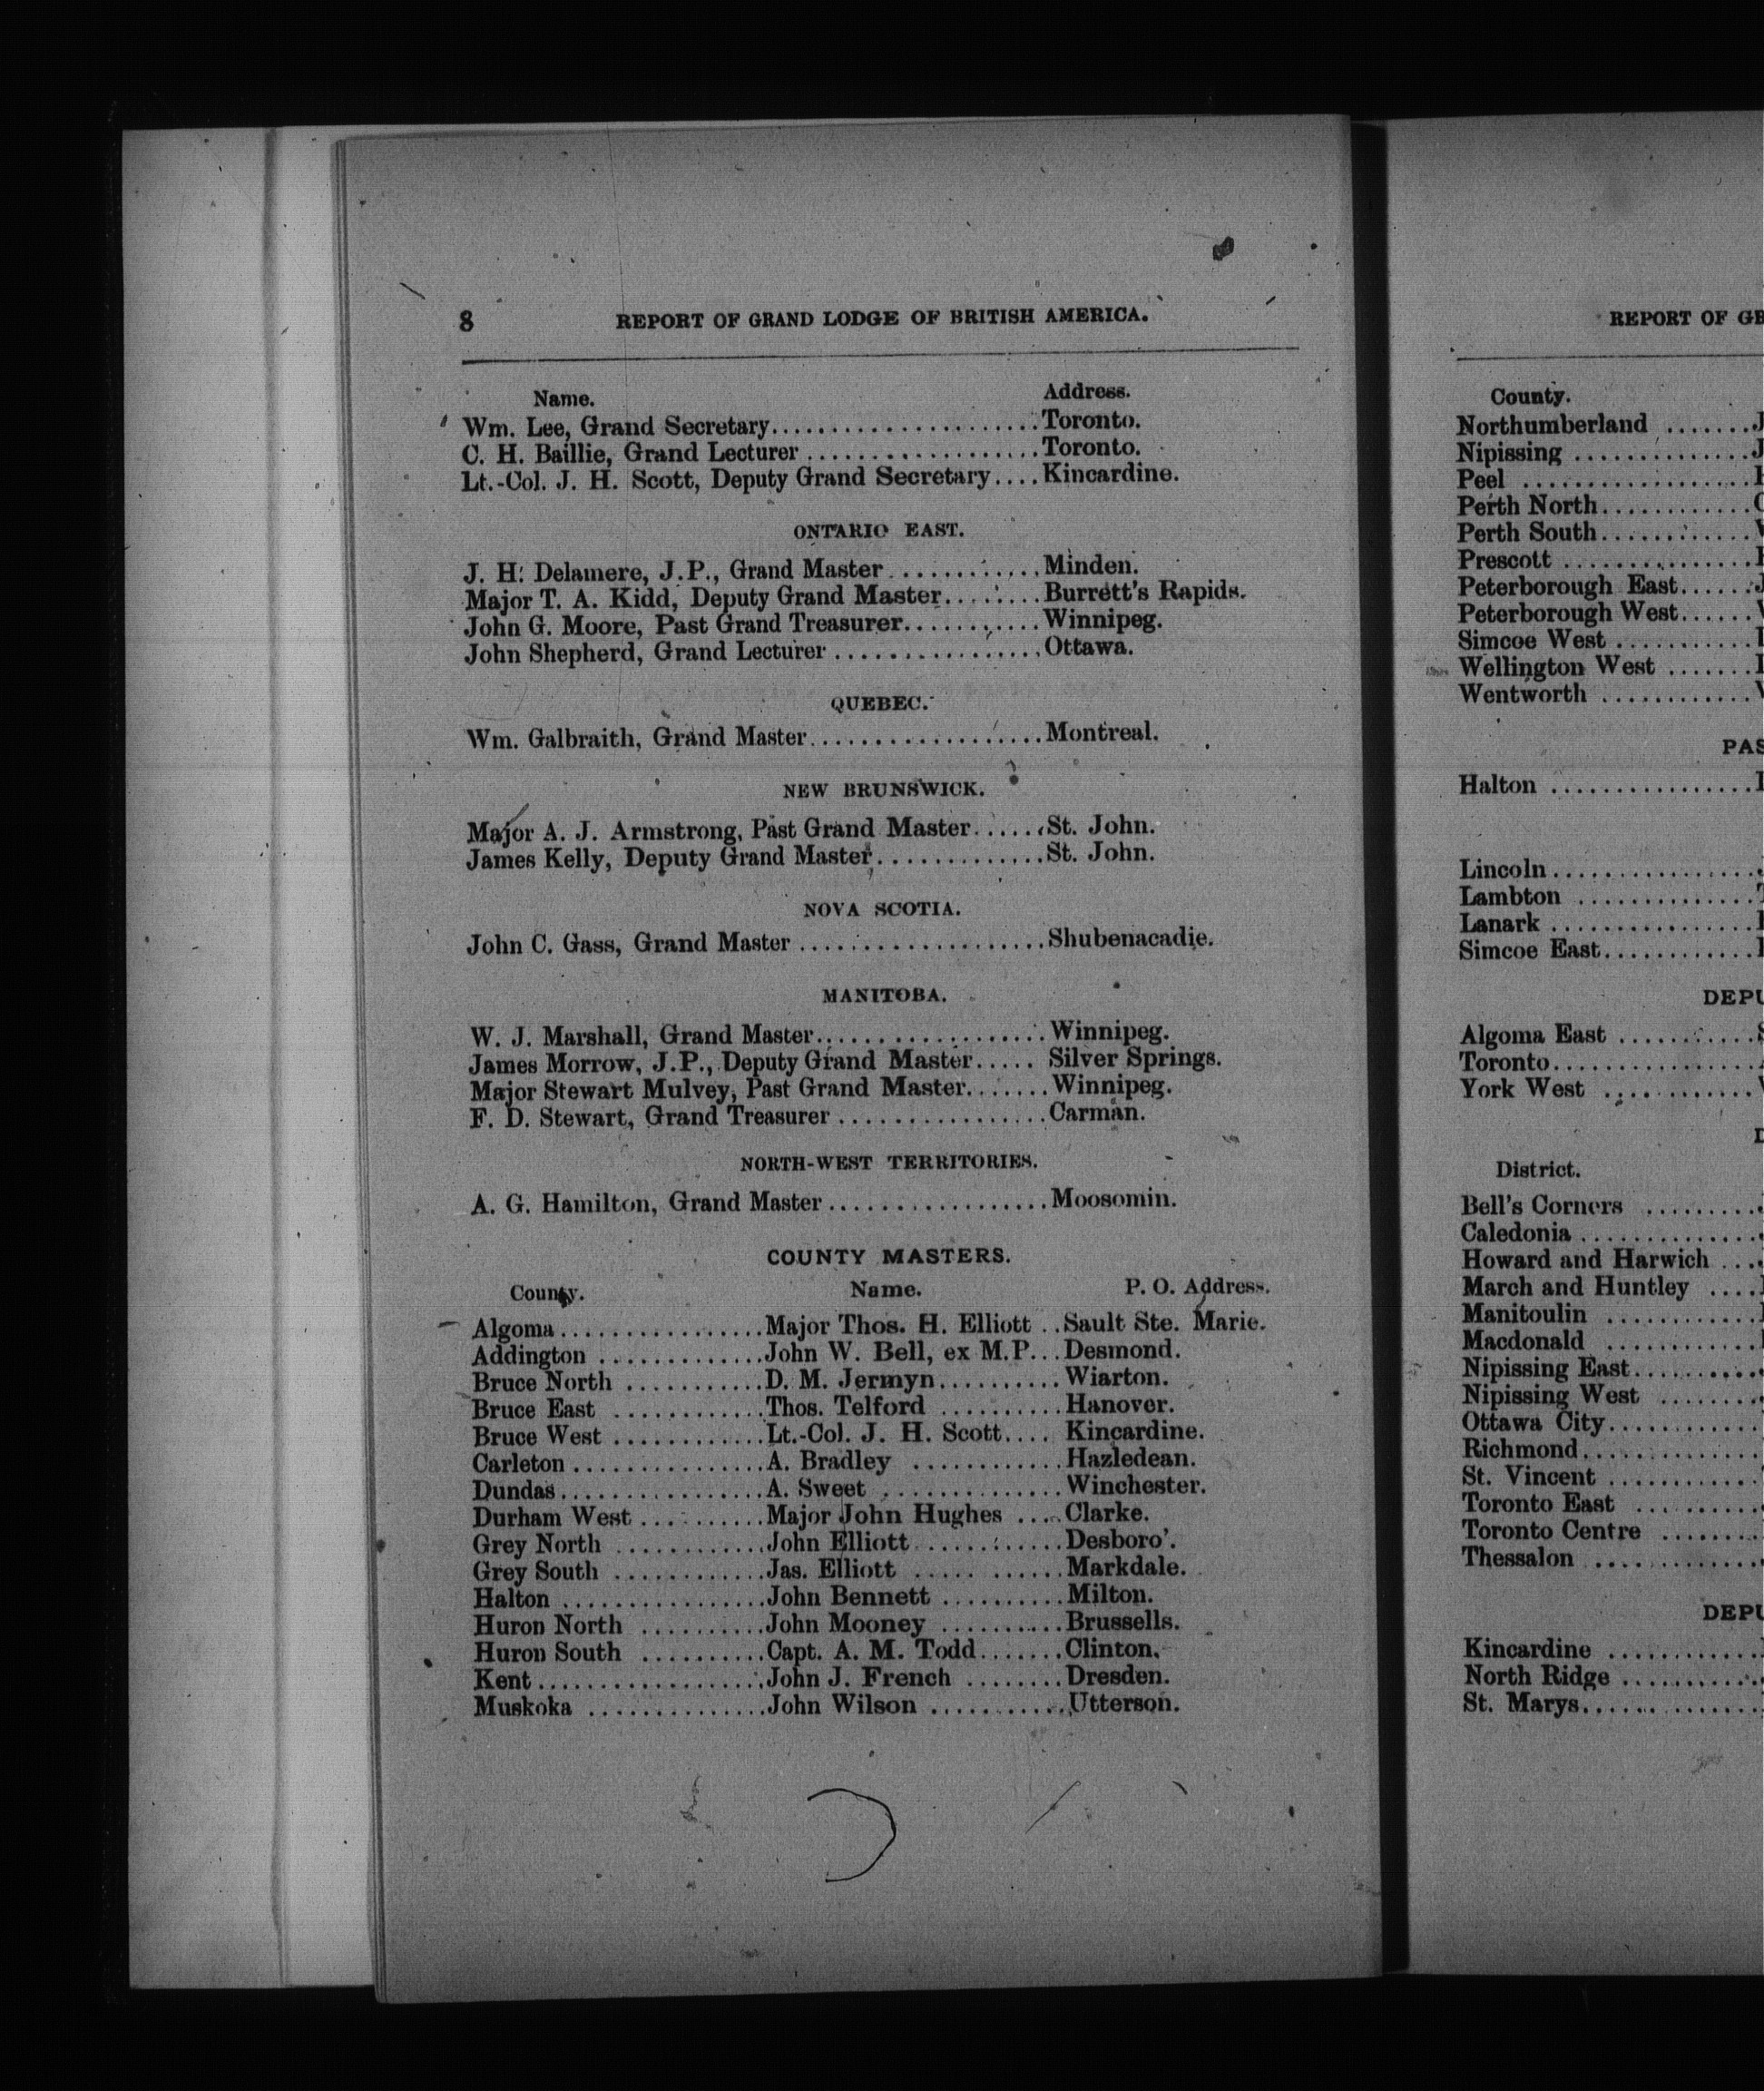 8 REPORT OF GRAND LODGE OF BRITISH AMERICA.
Name. Address.
Wm. Lee, Grand Secretary.......................Toronto.
C. H. Baillie, Grand Lecturer....................Toronto.
Lt.-Col. J. H. Scott, Deputy Grand Secretary....Kincardine.
ONTARIO EAST.
J. H. Delamere, J.P., Grand Master.............Minden.
Major T. A. Kidd, Deputy Grand Master........Burrett's Rapids.
John G. Moore, Past Grand Treasurer...........Winnipeg.
John Shepherd, Grand Lecturer................Ottawa.
QUEBEC.
Wm. Galbraith, Grand Master..................Montreal.
NEW BRUNSWICK.
Major A. J. Armstrong, Past Grand Master......St. John.
James Kelly, Deputy Grand Master.............St. John.
NOVA SCOTIA.
John C. Gass, Grand Master...................Shubenacadie.
MANITOBA.
W. J. Marshall, Grand Master..................Winnipeg.
James Morrow, J.P., Deputy Grand Master.....Silver Springs.
Major Stewart Mulvey, Past Grand Master.......Winnipeg.
F. D. Stewart, Grand Treasurer................Carman.
NORTH-WEST TERRITORIES.
A. G. Hamilton, Grand Master.................Moosomin.
COUNTY MASTERS.
County. Name. P. O. Address.
Algoma................Major Thos. H. Elliott..Sault Ste. Marie.
Addington.............John W. Bell, ex M.P...Desmond.
Bruce North...........D. M. Jermyn..........Wiarton.
Bruce East............Thos. Telford..........Hanover.
Bruce West............Lt.-Col. J. H. Scott....Kincardine.
Carleton...............A. Bradley............Hazledean.
Dundas................A. Sweet..............Winchester.
Durham West..........Major John Hughes....Clarke.
Grey North............John Elliott...........Desboro'.
Grey South............Jas. Elliott............Markdale.
Halton................John Bennett..........Milton.
Huron North..........John Mooney..........Brussells.
Huron South..........Capt. A. M. Todd.......Clinton.
Kent..................John J. French........Dresden.
Muskoka..............John Wilson..........Utterson.
REPORT OF
County.
Northumberland.......
Nipissing.............
Peel..................
Perth North............
Perth South............
Prescott...............
Peterborough East......
Peterborough West......
Simcoe West...........
Wellington West.......
Wentworth............
Halton................
Lincoln................
Lambton..............
Lanark................
Simcoe East............
Algoma East...........
Toronto................
York West............
District.
Bell's Corners.........
Caledonia..............
Howard and Harwich....
March and Huntley....
Manitoulin............
Macdonald............
Nipissing East..........
Nipissing West........
Ottawa City............
Richmond..............
St. Vincent............
Toronto East..........
Toronto Centre........
Thessalon.............
Kincardine............
North Ridge...........
St. Marys..............